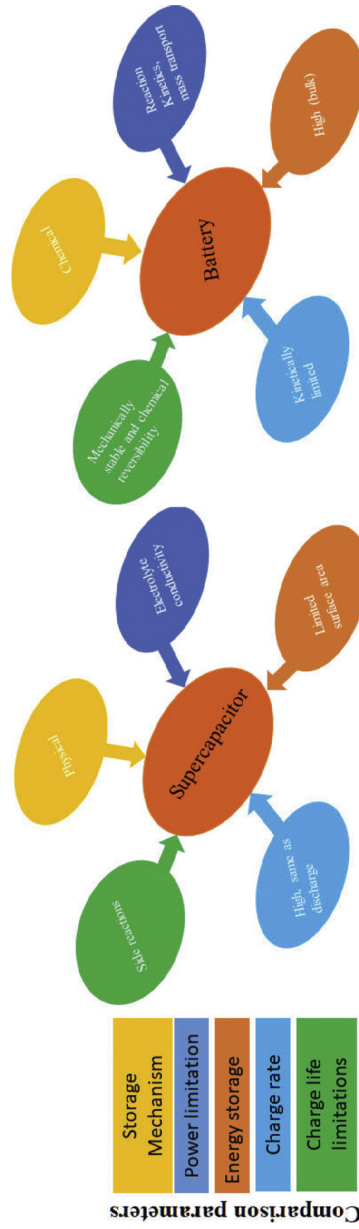 Comparison parameters
Storage
Mechanism
Power limitation
Energy storage
Charge rate
Charge life
limitations
Supercapacitor
Physical
Electrolyte
conductivity
Limited
surface area
High, same as
discharge
Side reactions
Battery
Chemical
Reaction
Kinetics,
mass transport
High (bulk)
Kinetically
limited
Mechanically
stable and chemical
reversibility